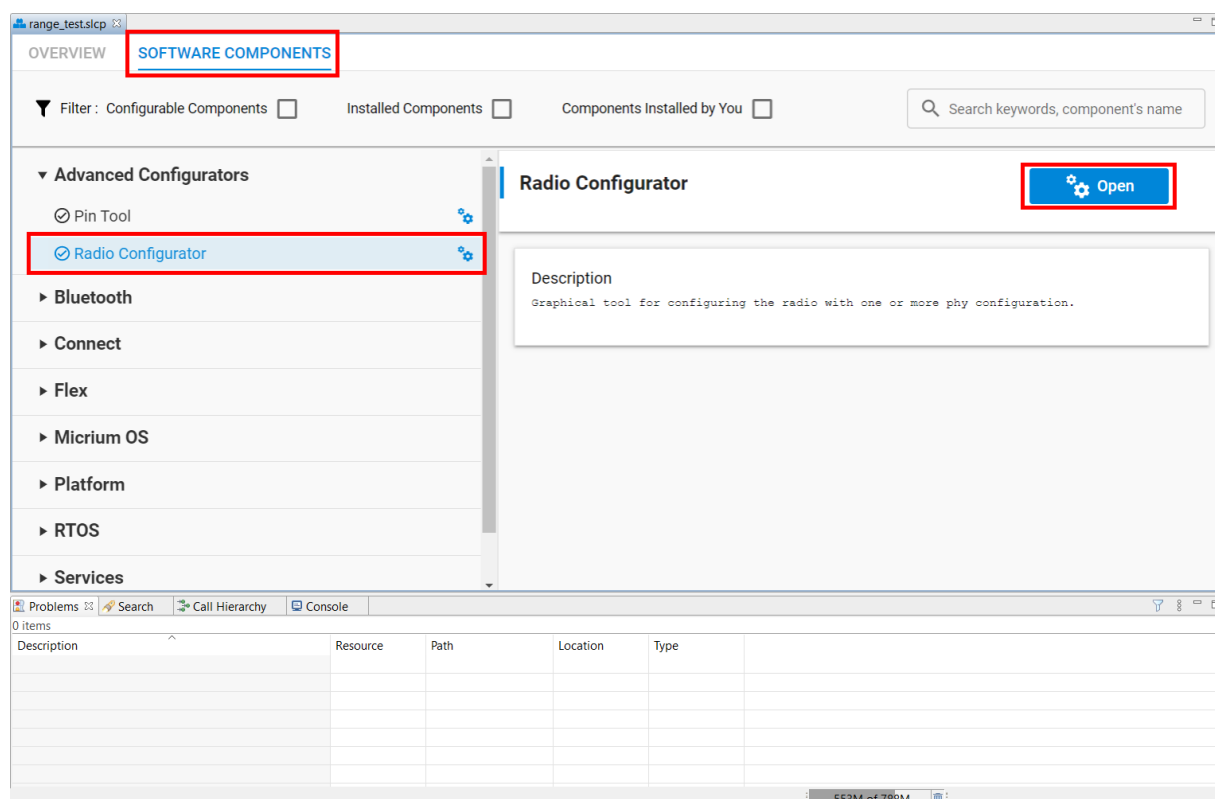 range_test.slcp
OVERVIEW SOFTWARE COMPONENTS
Filter : Configurable Components Installed Components Components Installed by You Search keywords, component's name
Advanced Configurators
Pin Tool
Radio Configurator
Bluetooth
Connect
Flex
Micrium OS
Platform
RTOS
Services
Radio Configurator
Open
Description
Graphical tool for configuring the radio with one or more phy configuration.
Problems Search Call Hierarchy Console
0 items
Description Resource Path Location Type
553M of 788M